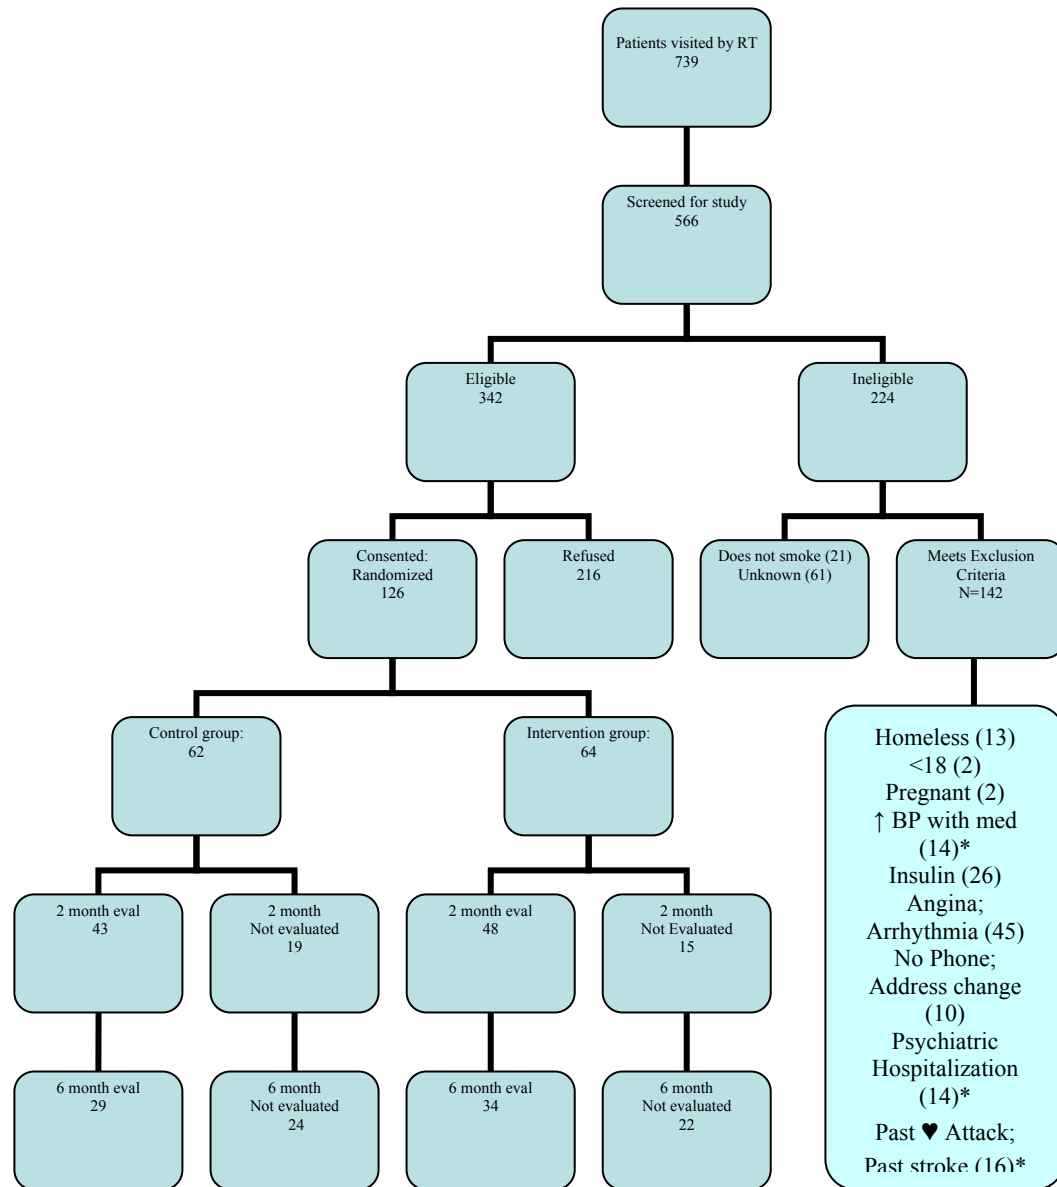 Patients visited by RT
739
Screened for study
566
Eligible
342
Ineligible
224
Consented:
Randomized
126
Refused
216
Does not smoke (21)
Unknown (61)
Meets Exclusion
Criteria
N=142
Control group:
62
Intervention group:
64
Homeless (13)
<18 (2)
Pregnant (2)
↑ BP with med
(14)*
Insulin (26)
Angina;
Arrhythmia (45)
No Phone;
Address change
(10)
Psychiatric
Hospitalization
(14)*
Past ♥ Attack;
Past stroke (16)*
2 month eval
43
2 month
Not evaluated
19
2 month eval
48
2 month
Not Evaluated
15
6 month eval
29
6 month
Not evaluated
24
6 month eval
34
6 month
Not evaluated
22